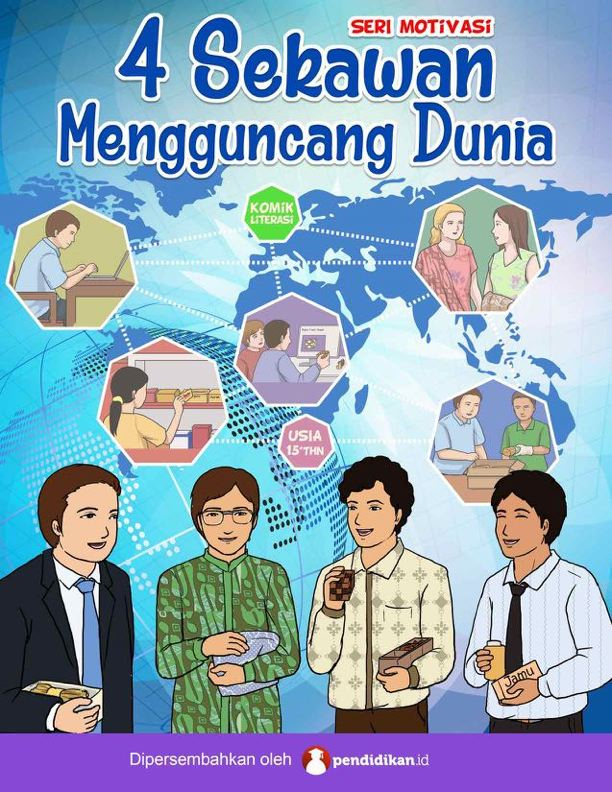 SERI MOTIVASI
4 Sekawan
Mengguncang Dunia
KOMIK
LITERASI
USIA
15+THN
Jamu
Dipersembahkan oleh pendidikan.id